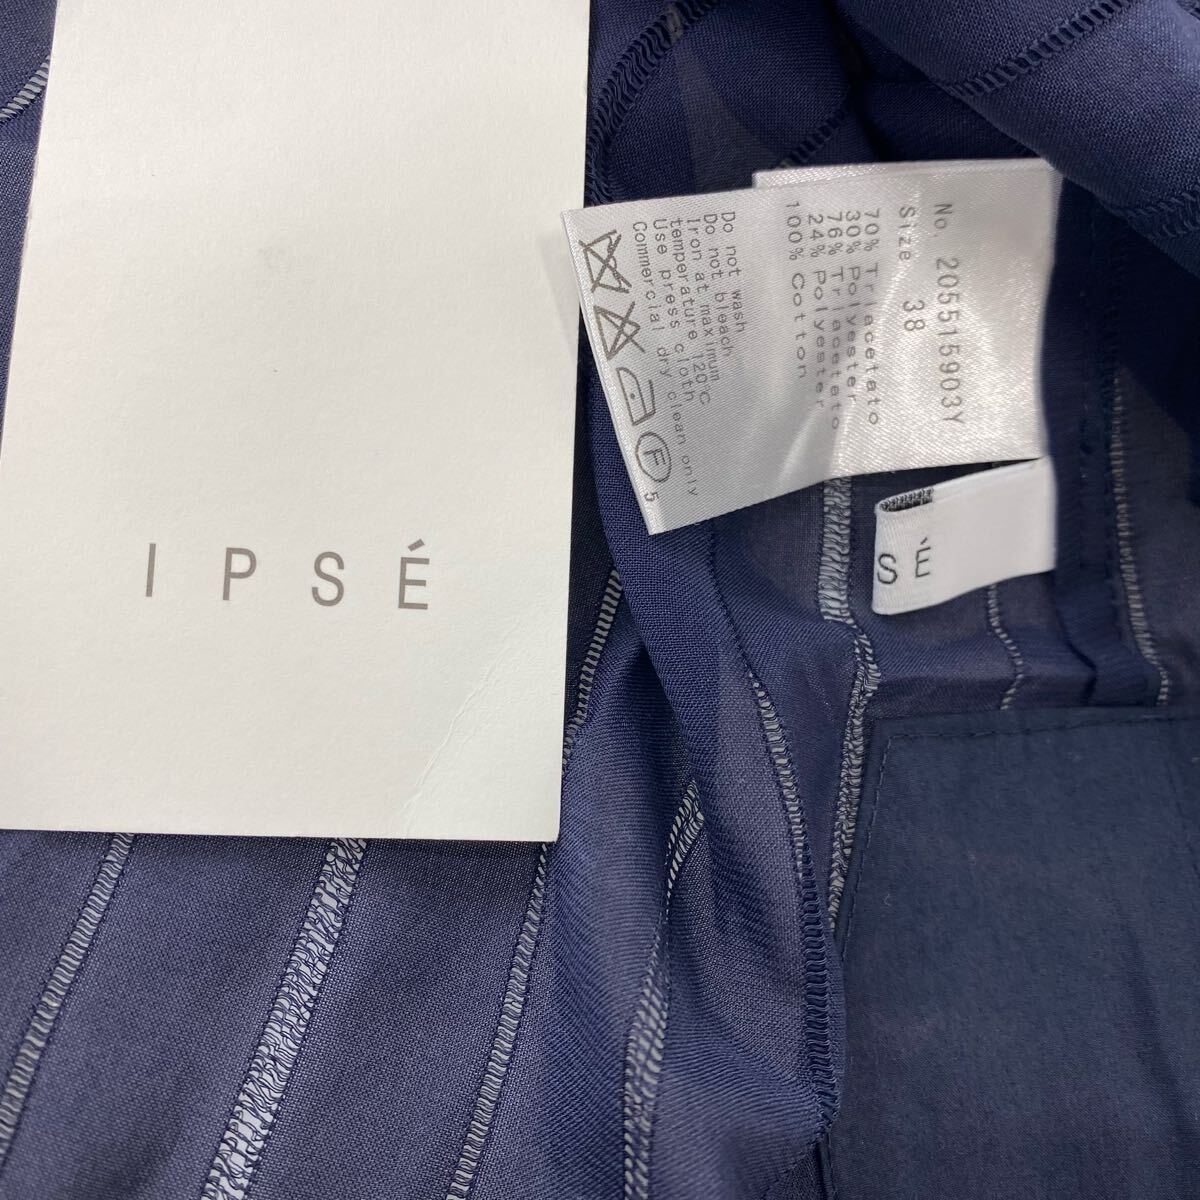 IPSÉ
No. 205515903Y
Size 38
70% Triacetato
30% Polyester
76% Triacetato
24% Polyester
100% Cotton
Do not wash
Do not bleach
Iron at maximum
temperature 120℃
Use press cloth
Commercial dry clean only
F
5
SÉ